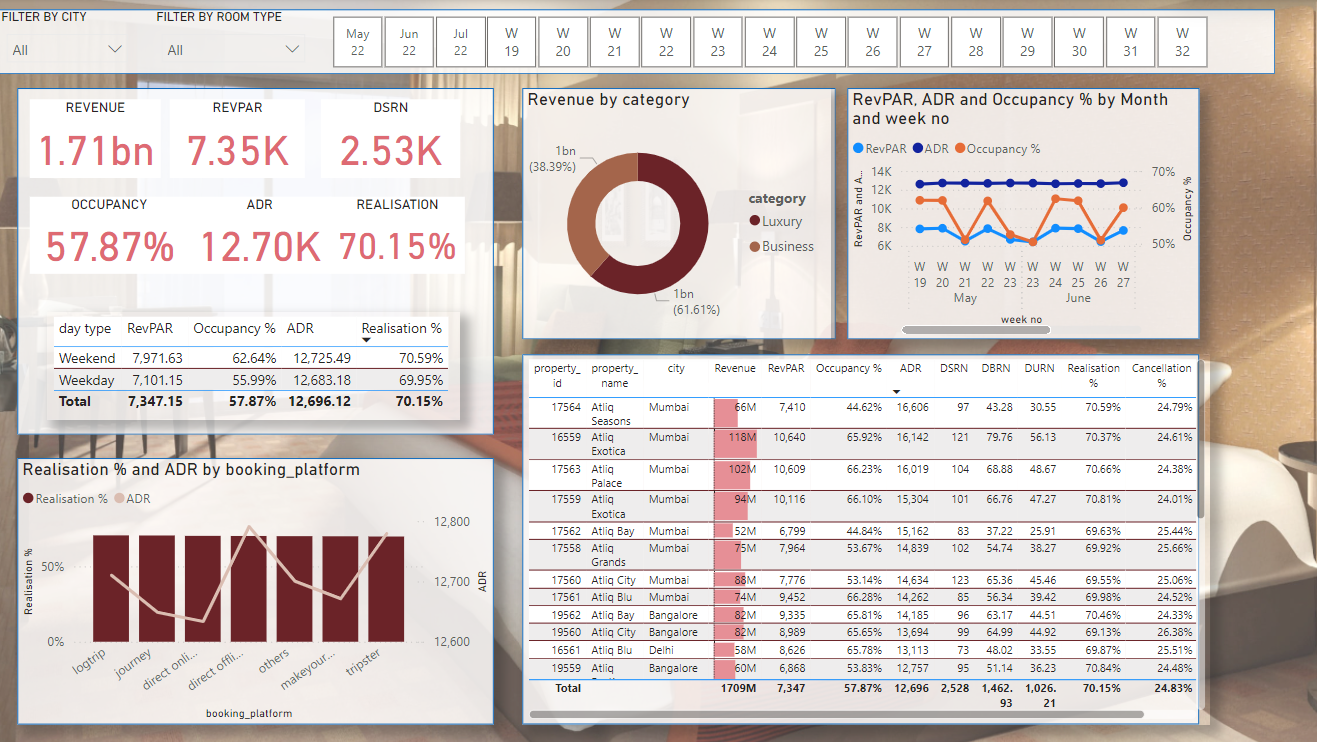 FILTER BY CITY
All
FILTER BY ROOM TYPE
All
May 22
Jun 22
Jul 22
W 19
W 20
W 21
W 22
W 23
W 24
W 25
W 26
W 27
W 28
W 29
W 30
W 31
W 32
REVENUE
1.71bn
REVPAR
7.35K
DSRN
2.53K
OCCUPANCY
57.87%
ADR
12.70K
REALISATION
70.15%
day type RevPAR Occupancy % ADR Realisation %
Weekend 7,971.63 62.64% 12,725.49 70.59%
Weekday 7,101.15 55.99% 12,683.18 69.95%
Total 7,347.15 57.87% 12,696.12 70.15%
Revenue by category
1bn
(38.39%)
1bn
(61.61%)
category
Luxury
Business
RevPAR, ADR and Occupancy % by Month
and week no
RevPAR ADR Occupancy %
RevPAR and A...
14K
12K
10K
8K
6K
70%
60%
50%
Occupancy %
W W W W W W W W W W
19 20 21 22 23 23 24 25 26 27
May June
week no
Realisation % and ADR by booking_platform
Realisation % ADR
Realisation %
50%
0%
12,800
12,700
12,600
ADR
logtrip
journey
direct onli...
direct offli...
others
makeyour...
tripster
booking_platform
property_ property_ city Revenue RevPAR Occupancy % ADR DSRN DBRN DURN Realisation Cancellation
id name % %
17564 Atliq Mumbai 66M 7,410 44.62% 16,606 97 43.28 30.55 70.59% 24.79%
Seasons
16559 Atliq Mumbai 118M 10,640 65.92% 16,142 121 79.76 56.13 70.37% 24.61%
Exotica
17563 Atliq Mumbai 102M 10,609 66.23% 16,019 104 68.88 48.67 70.66% 24.38%
Palace
17559 Atliq Mumbai 94M 10,116 66.10% 15,304 101 66.76 47.27 70.81% 24.01%
Exotica
17562 Atliq Bay Mumbai 52M 6,799 44.84% 15,162 83 37.22 25.91 69.63% 25.44%
17558 Atliq Mumbai 75M 7,964 53.67% 14,839 102 54.74 38.27 69.92% 25.66%
Grands
17560 Atliq City Mumbai 88M 7,776 53.14% 14,634 123 65.36 45.46 69.55% 25.06%
17561 Atliq Blu Mumbai 74M 9,452 66.28% 14,262 85 56.34 39.42 69.98% 24.52%
19562 Atliq Bay Bangalore 82M 9,335 65.81% 14,185 96 63.17 44.51 70.46% 24.33%
19560 Atliq City Bangalore 82M 8,989 65.65% 13,694 99 64.99 44.92 69.13% 26.38%
16561 Atliq Blu Delhi 58M 8,626 65.78% 13,113 73 48.02 33.55 69.87% 25.51%
19559 Atliq Bangalore 60M 6,868 53.83% 12,757 95 51.14 36.23 70.84% 24.48%
Total 1709M 7,347 57.87% 12,696 2,528 1,462. 1,026. 70.15% 24.83%
93 21